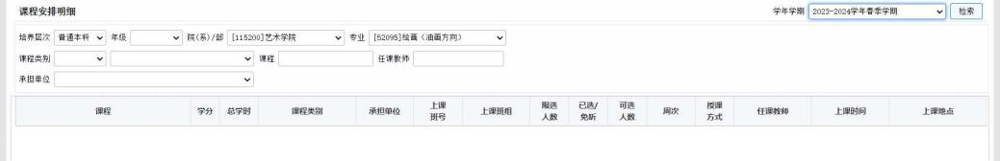 课程安排明细 学年学期 2023-2024学年春季学期 检索
培养层次 普通本科 年级 院(系)/部 [115200]艺术学院 专业 [52095]绘画（油画方向）
课程类别 课程 任课教师
承担单位
课程 学分 总学时 课程类别 承担单位 上课班号 上课班组 限选人数 已选/免听 可选人数 周次 授课方式 任课教师 上课时间 上课地点